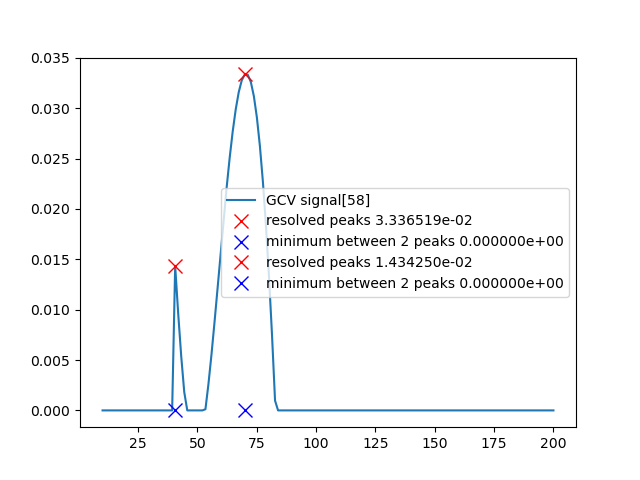 0.035
0.030
0.025
0.020
0.015
0.010
0.005
0.000
GCV signal[58]
resolved peaks 3.336519e-02
minimum between 2 peaks 0.000000e+00
resolved peaks 1.434250e-02
minimum between 2 peaks 0.000000e+00
25 50 75 100 125 150 175 200